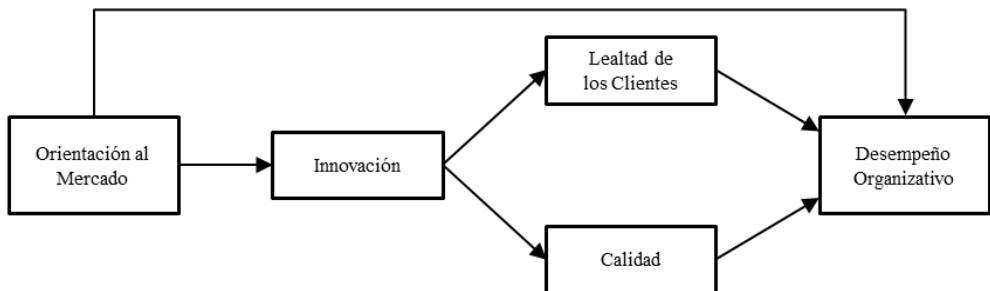 Lealtad de
los Clientes
Orientación al
Mercado
Innovación
Desempeño
Organizativo
Calidad